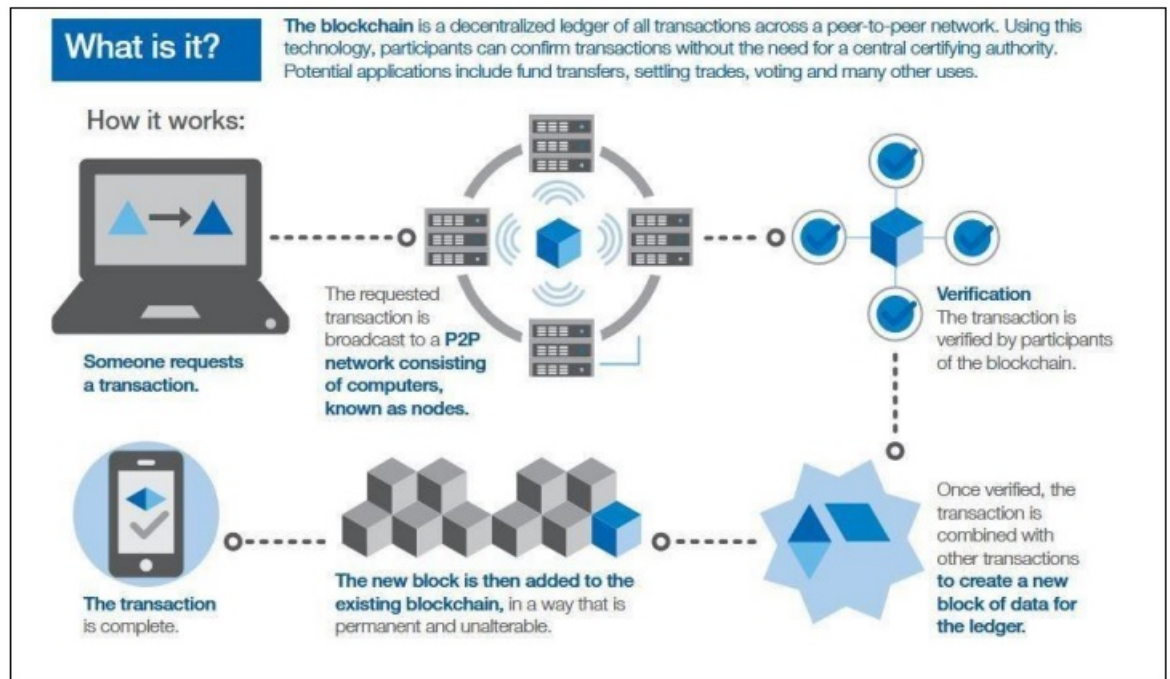 What is it?
The blockchain is a decentralized ledger of all transactions across a peer-to-peer network. Using this
technology, participants can confirm transactions without the need for a central certifying authority.
Potential applications include fund transfers, settling trades, voting and many other uses.
How it works:
Someone requests
a transaction.
The requested
transaction is
broadcast to a P2P
network consisting
of computers,
known as nodes.
Verification
The transaction is
verified by participants
of the blockchain.
Once verified, the
transaction is
combined with
other transactions
to create a new
block of data for
the ledger.
The new block is then added to the
existing blockchain, in a way that is
permanent and unalterable.
The transaction
is complete.